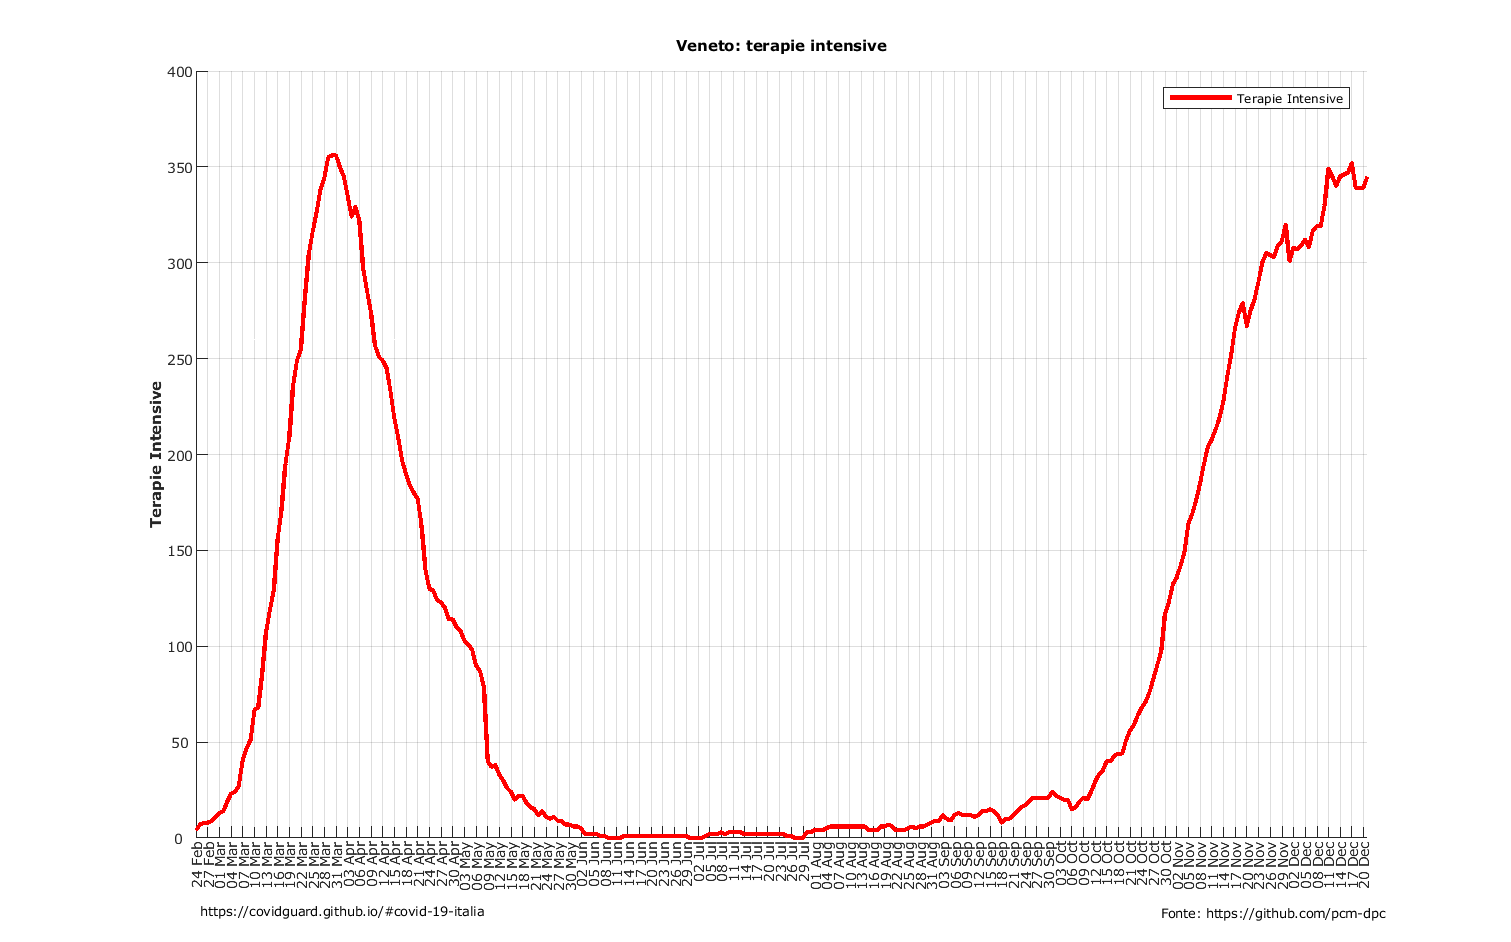 Veneto: terapie intensive
Terapie Intensive
400
350
300
250
200
150
100
50
0
Terapie Intensive
24 Feb
27 Feb
01 Mar
04 Mar
07 Mar
10 Mar
13 Mar
16 Mar
19 Mar
22 Mar
25 Mar
28 Mar
31 Mar
03 Apr
06 Apr
09 Apr
12 Apr
15 Apr
18 Apr
21 Apr
24 Apr
27 Apr
30 Apr
03 May
06 May
09 May
12 May
15 May
18 May
21 May
24 May
27 May
30 May
02 Jun
05 Jun
08 Jun
11 Jun
14 Jun
17 Jun
20 Jun
23 Jun
26 Jun
29 Jun
02 Jul
05 Jul
08 Jul
11 Jul
14 Jul
17 Jul
20 Jul
23 Jul
26 Jul
29 Jul
01 Aug
04 Aug
07 Aug
10 Aug
13 Aug
16 Aug
19 Aug
22 Aug
25 Aug
28 Aug
31 Aug
03 Sep
06 Sep
09 Sep
12 Sep
15 Sep
18 Sep
21 Sep
24 Sep
27 Sep
30 Sep
03 Oct
06 Oct
09 Oct
12 Oct
15 Oct
18 Oct
21 Oct
24 Oct
27 Oct
30 Oct
02 Nov
05 Nov
08 Nov
11 Nov
14 Nov
17 Nov
20 Nov
23 Nov
26 Nov
29 Nov
02 Dec
05 Dec
08 Dec
11 Dec
14 Dec
17 Dec
20 Dec
https://covidguard.github.io/#covid-19-italia
Fonte: https://github.com/pcm-dpc